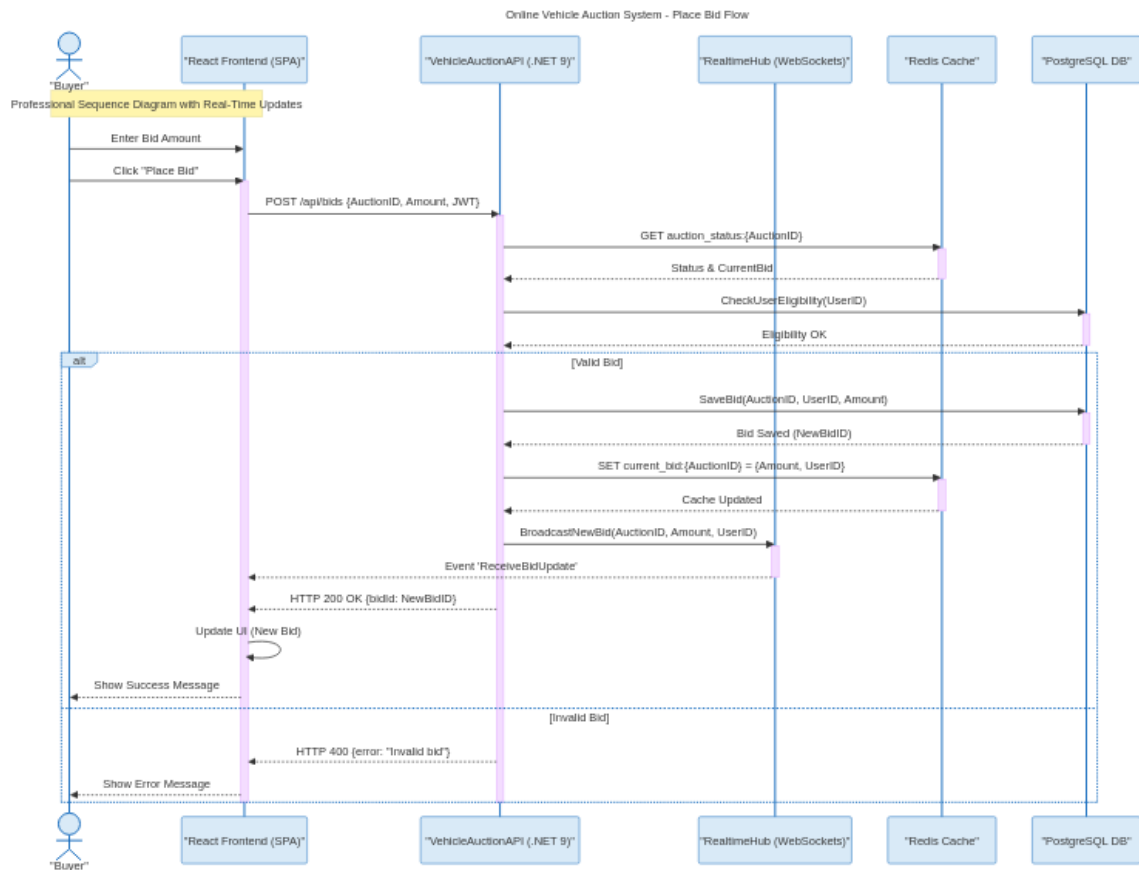 Online Vehicle Auction System - Place Bid Flow
"React Frontend (SPA)"
"VehicleAuctionAPI (.NET 9)"
"RealtimeHub (WebSockets)"
"Redis Cache"
"PostgreSQL DB"
"Buyer"
Professional Sequence Diagram with Real-Time Updates
Enter Bid Amount
Click "Place Bid"
POST /api/bids {AuctionID, Amount, JWT}
GET auction_status:{AuctionID}
Status & CurrentBid
CheckUserEligibility(UserID)
Eligibility OK
alt
[Valid Bid]
SaveBid(AuctionID, UserID, Amount)
Bid Saved (NewBidID)
SET current_bid:{AuctionID} = {Amount, UserID}
Cache Updated
BroadcastNewBid(AuctionID, Amount, UserID)
Event 'ReceiveBidUpdate'
HTTP 200 OK {bidId: NewBidID}
Update UI (New Bid)
Show Success Message
[Invalid Bid]
HTTP 400 {error: "Invalid bid"}
Show Error Message
"React Frontend (SPA)"
"VehicleAuctionAPI (.NET 9)"
"RealtimeHub (WebSockets)"
"Redis Cache"
"PostgreSQL DB"
"Buyer"